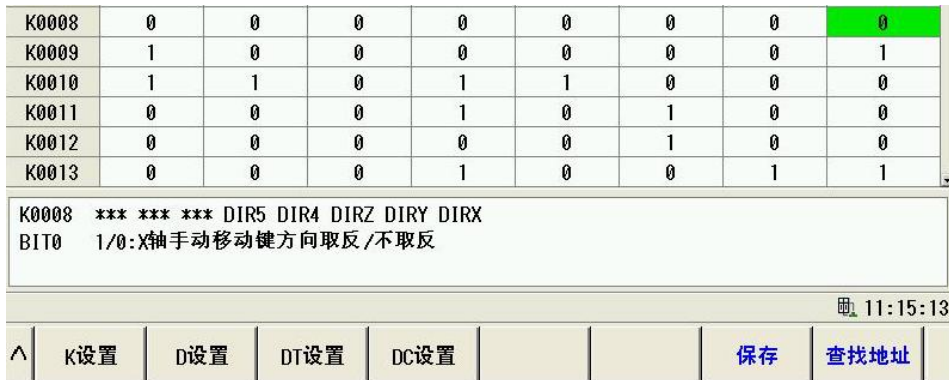 K0008 0 0 0 0 0 0 0 0
K0009 1 0 0 0 0 0 0 1
K0010 1 1 0 1 1 0 0 0
K0011 0 0 0 1 0 1 0 0
K0012 0 0 0 0 0 1 0 0
K0013 0 0 0 1 0 0 1 1
K0008 *** *** *** DIR5 DIR4 DIRZ DIRY DIRX
BIT0 1/0:X轴手动移动键方向取反/不取反
11:15:13
^ K设置 D设置 DT设置 DC设置 保存 查找地址